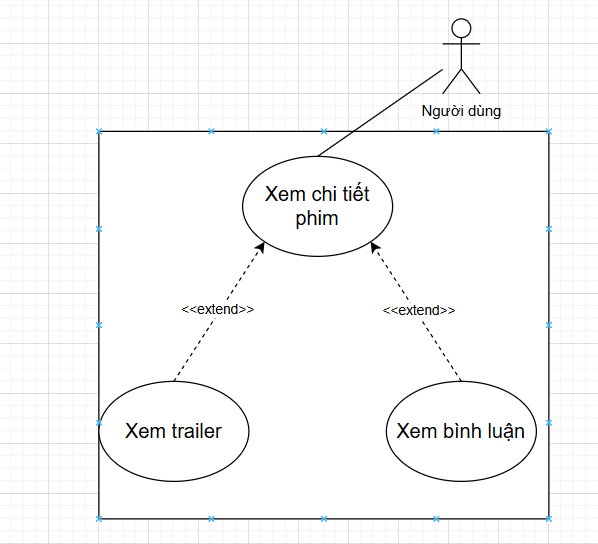 Người dùng
Xem chi tiết
phim
<<extend>>
<<extend>>
Xem trailer
Xem bình luận